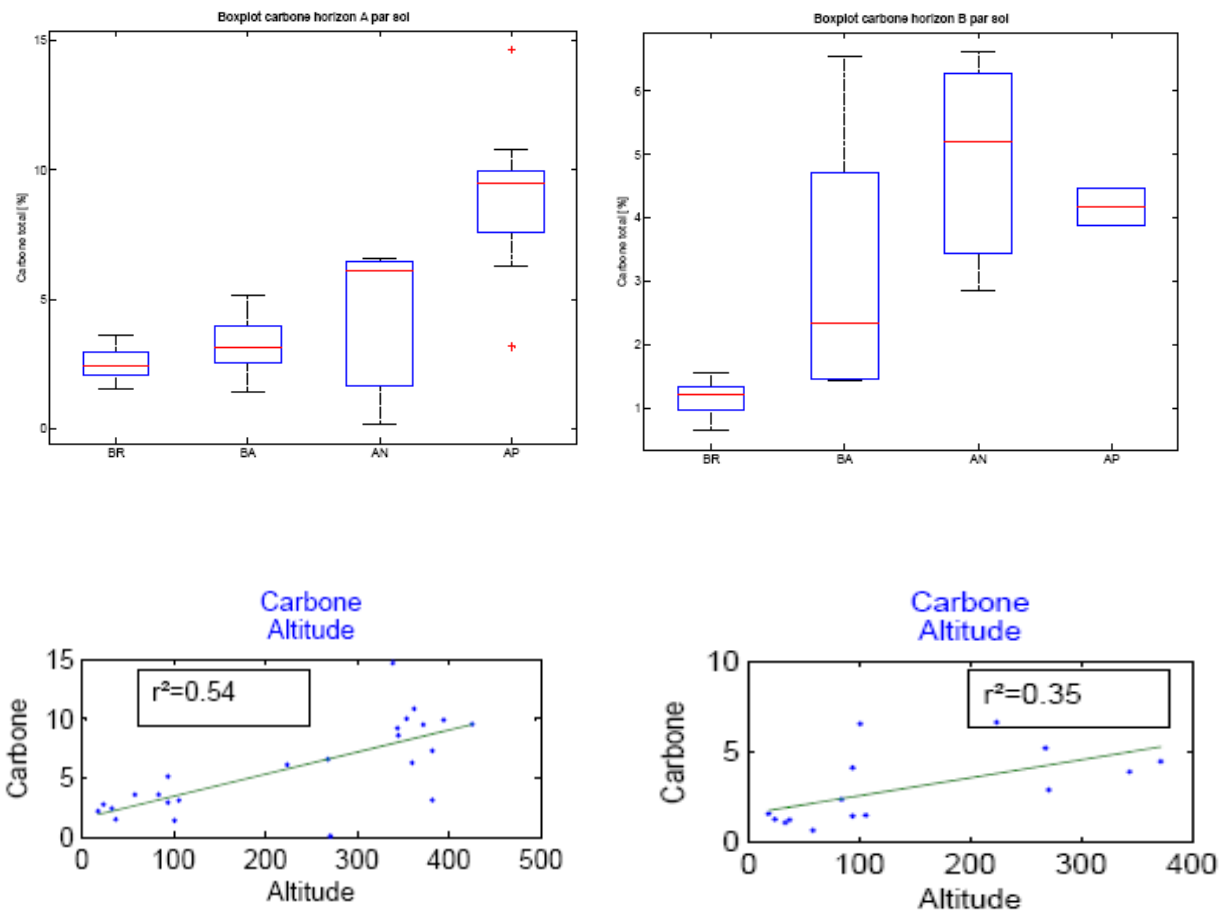 Boxplot carbone horizon A par sol
Carbone total [%]
15
10
5
0
BR BA AN AP
Boxplot carbone horizon B par sol
Carbone total [%]
6
5
4
3
2
1
BR BA AN AP
Carbone
Altitude
r²=0.54
Carbone
15
10
5
0
0 100 200 300 400 500
Altitude
Carbone
Altitude
r²=0.35
Carbone
10
5
0
0 100 200 300 400
Altitude